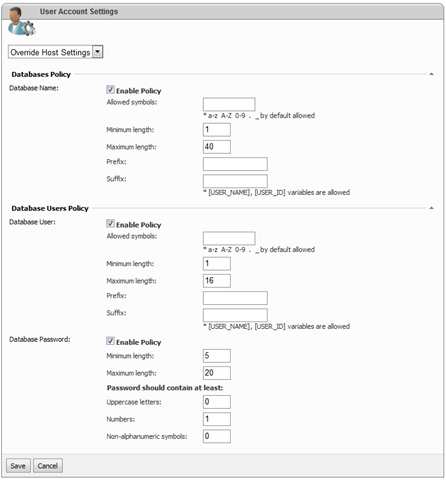 User Account Settings
Override Host Settings
Databases Policy
Database Name:
Enable Policy
Allowed symbols:
* a-z A-Z 0-9 . _ by default allowed
Minimum length: 1
Maximum length: 40
Prefix:
Suffix:
* [USER_NAME], [USER_ID] variables are allowed
Database Users Policy
Database User:
Enable Policy
Allowed symbols:
* a-z A-Z 0-9 . _ by default allowed
Minimum length: 1
Maximum length: 16
Prefix:
Suffix:
* [USER_NAME], [USER_ID] variables are allowed
Database Password:
Enable Policy
Minimum length: 5
Maximum length: 20
Password should contain at least:
Uppercase letters: 0
Numbers: 1
Non-alphanumeric symbols: 0
Save Cancel